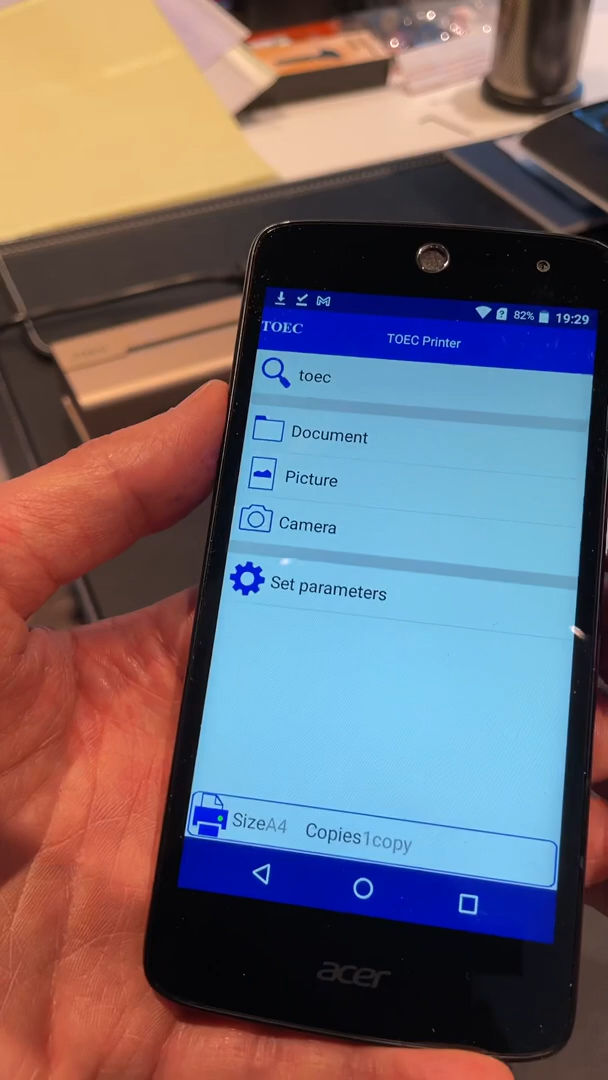 82% 19:29
TOEC
TOEC Printer
toec
Document
Picture
Camera
Set parameters
SizeA4 Copies1copy
acer